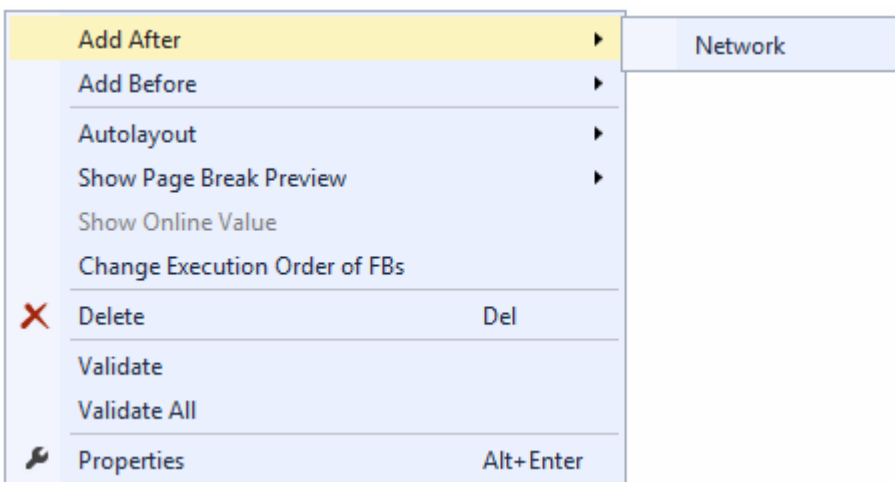 Add After
Network
Add Before
Autolayout
Show Page Break Preview
Show Online Value
Change Execution Order of FBs
Delete Del
Validate
Validate All
Properties Alt+Enter